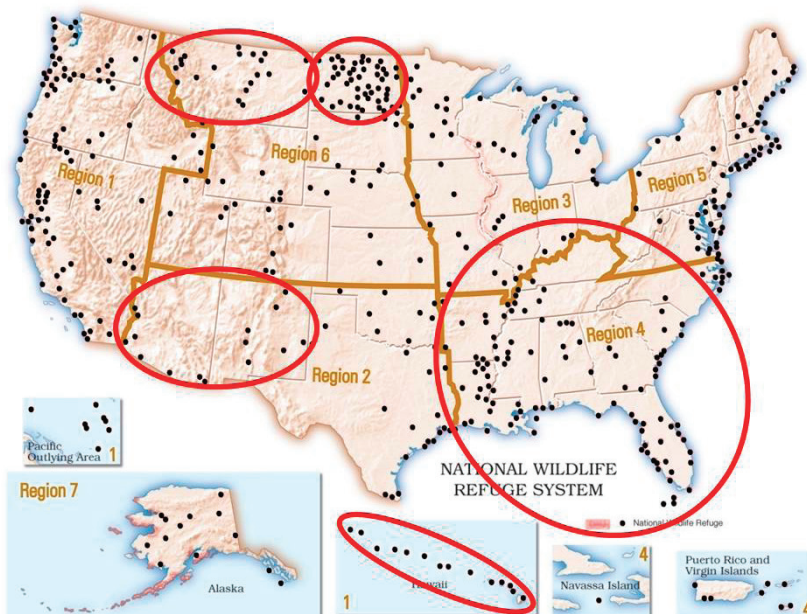 Region 6
Region 1
Region 3
Region 5
Region 4
Region 2
Pacific
Outlying Area
1
NATIONAL WILDLIFE
REFUGE SYSTEM
National Wildlife Refuge
Region 7
Alaska
Hawaii
1
4
Navassa Island
Puerto Rico and
Virgin Islands